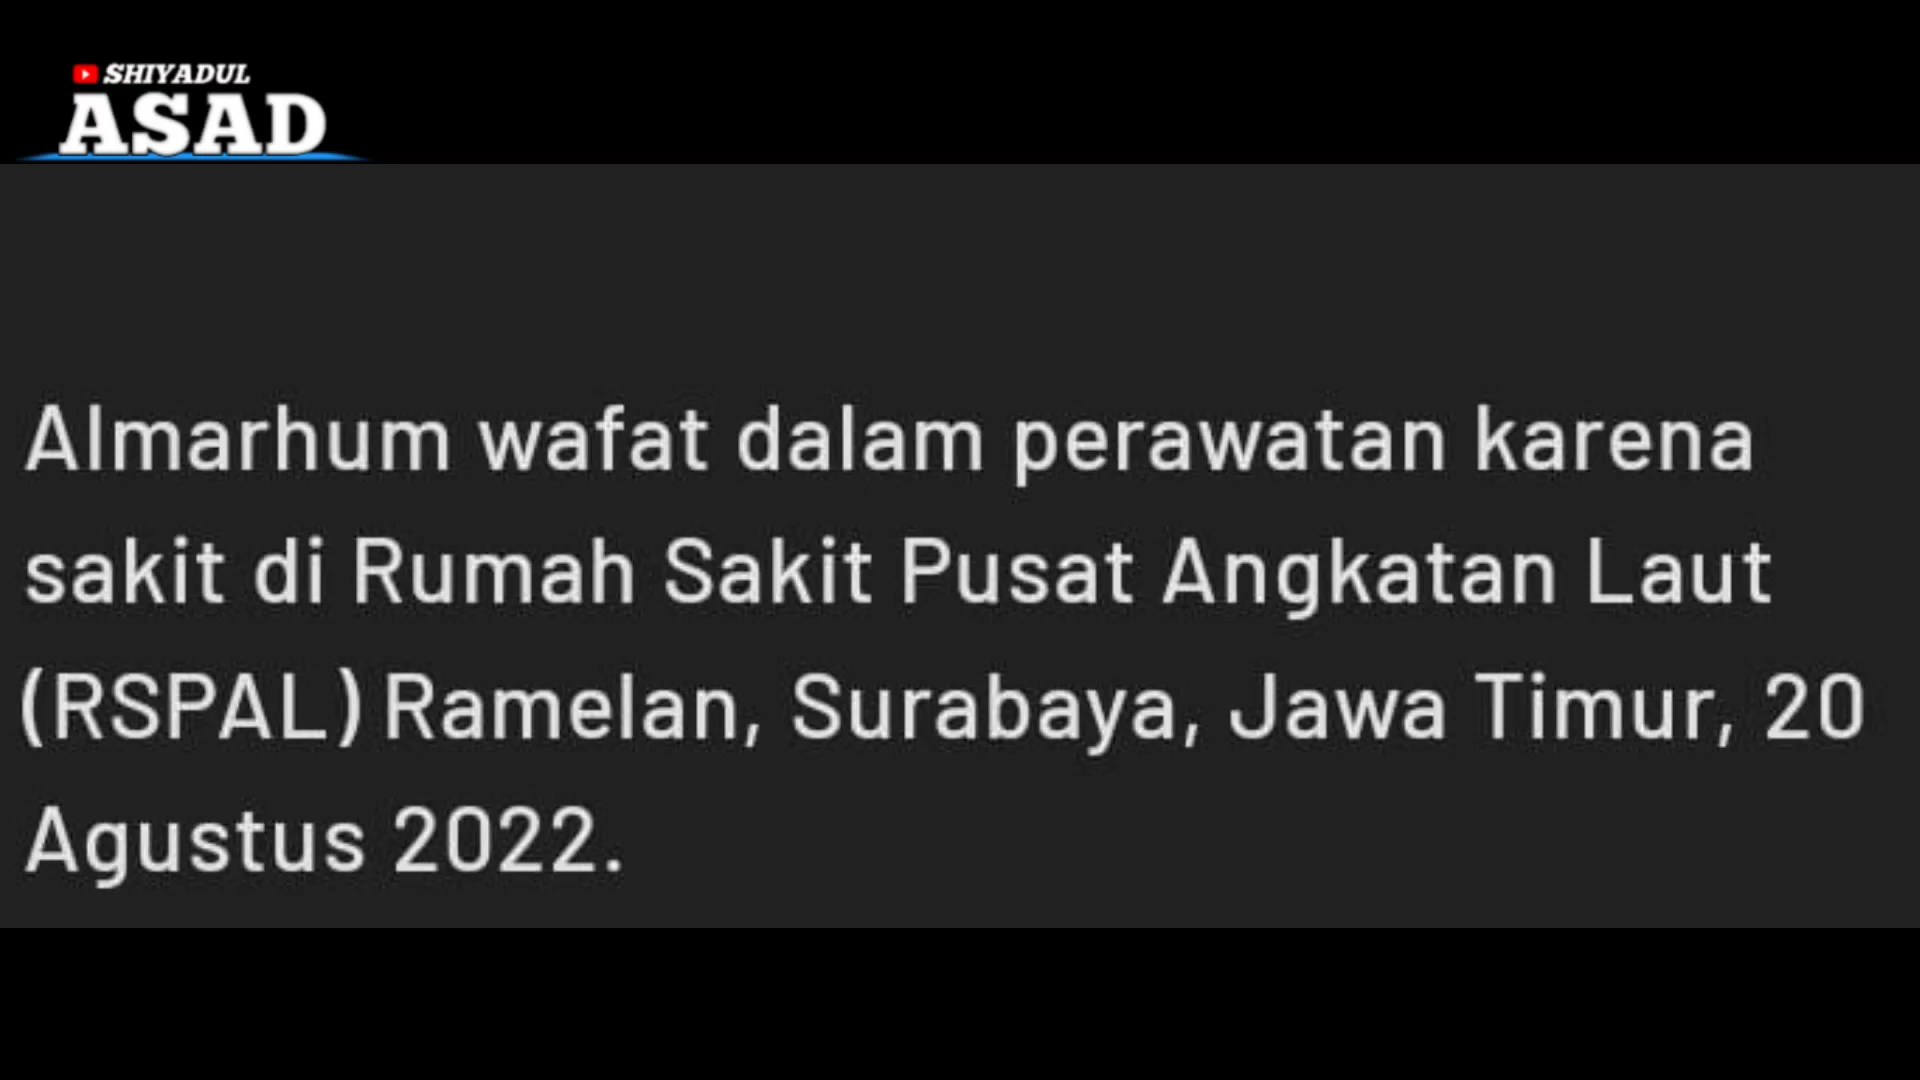 SHIYADUL
ASAD
Almarhum wafat dalam perawatan karena
sakit di Rumah Sakit Pusat Angkatan Laut
(RSPAL) Ramelan, Surabaya, Jawa Timur, 20
Agustus 2022.